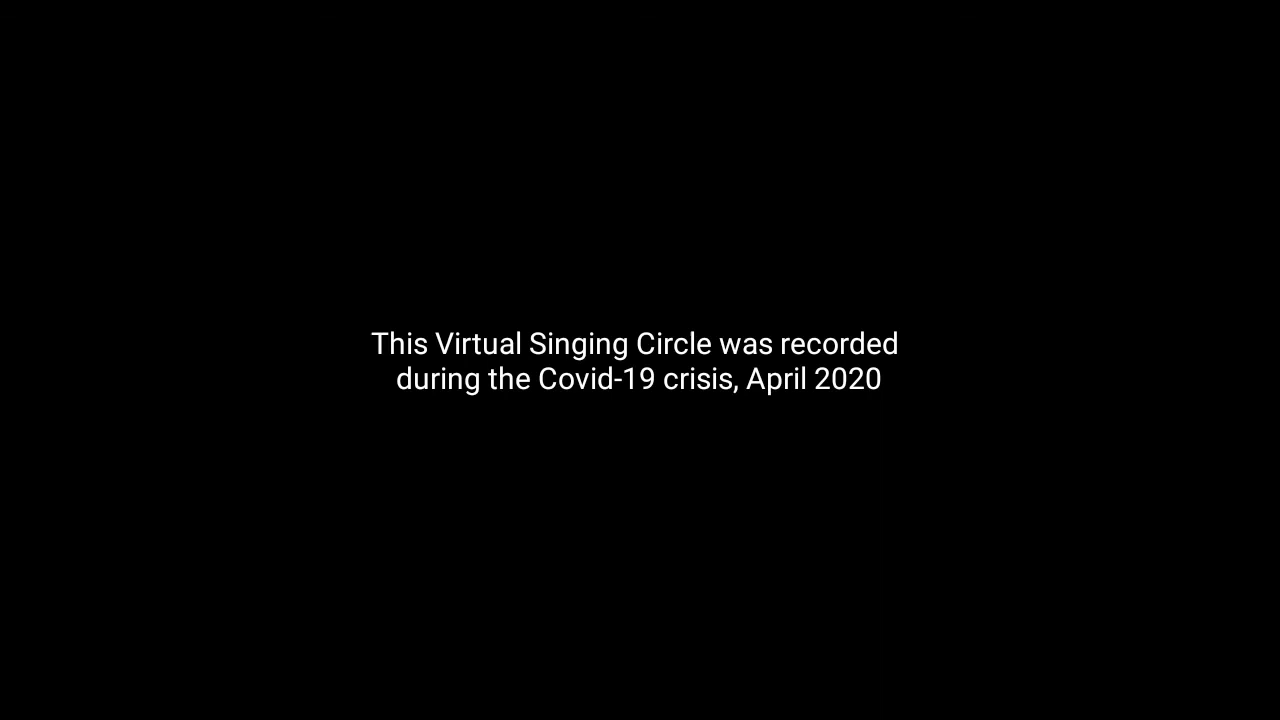 This Virtual Singing Circle was recorded
during the Covid-19 crisis, April 2020